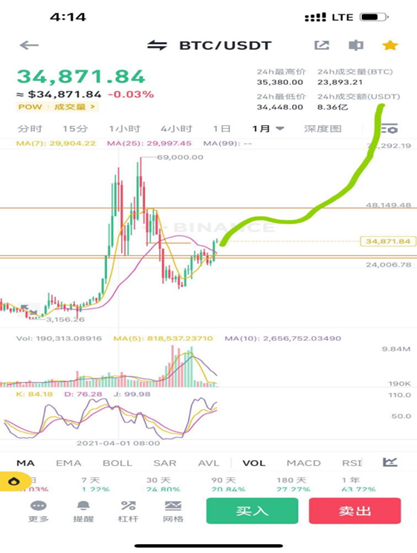 4:14 LTE
BTC/USDT
34,871.84
≈ $34,871.84 -0.03%
POW · 成交量 >
24h最高价 24h成交量(BTC)
35,380.00 23,893.21
24h最低价 24h成交额(USDT)
34,448.00 8.36亿
分时 15分 1小时 4小时 1日 1月 深度图
MA(7): 29,904.22 MA(25): 29,997.45 MA(99): --
69,000.00
48,149.48
BINANCE
34,871.84
24,006.78
3,156.26
Vol: 190,313.08916 MA(5): 818,537.23710 MA(10): 2,656,752.03490
9.84M
190K
K: 84.18 D: 76.28 J: 99.98
110.0
50.0
2021-04-01 08:00
MA EMA BOLL SAR AVL VOL MACD RSI
7天 30天 90天 180天 1年
1.22% 24.80% 20.84% 27.27% 63.72%
更多 提醒 杠杆 网格 买入 卖出